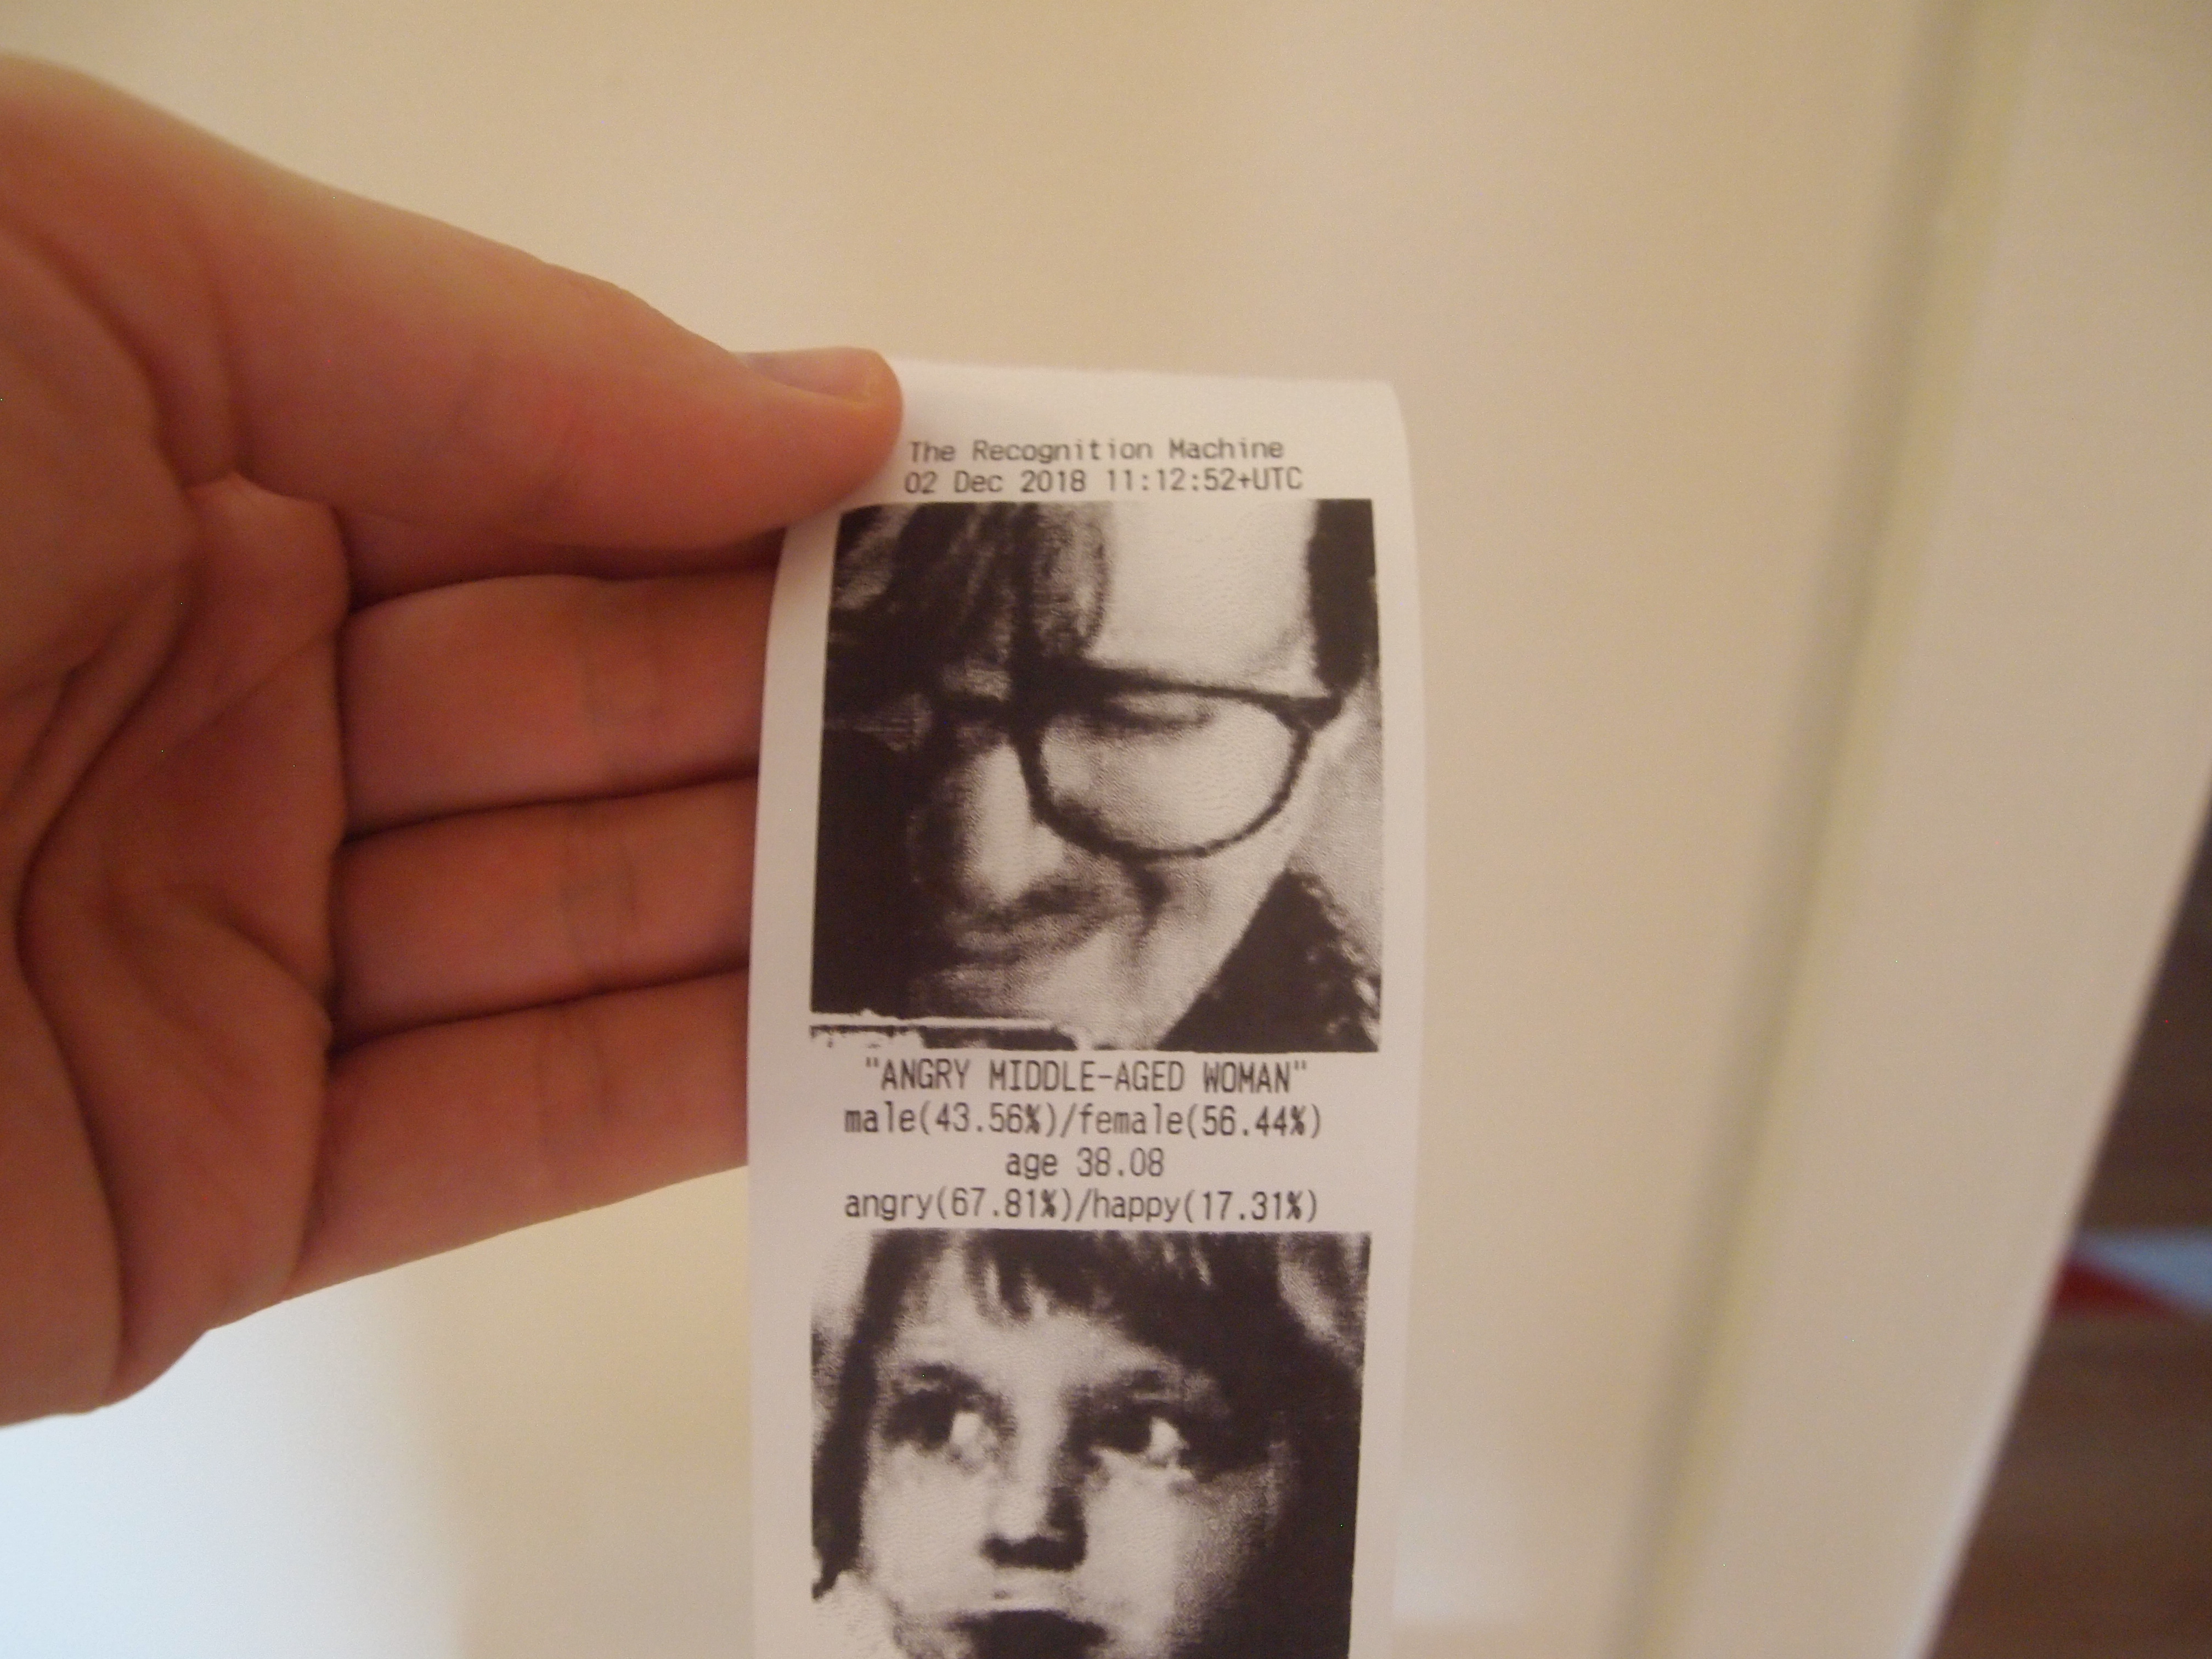 The Recognition Machine
02 Dec 2018 11:12:52+UTC
"ANGRY MIDDLE-AGED WOMAN"
male(43.56%)/female(56.44%)
age 38.08
angry(67.81%)/happy(17.31%)